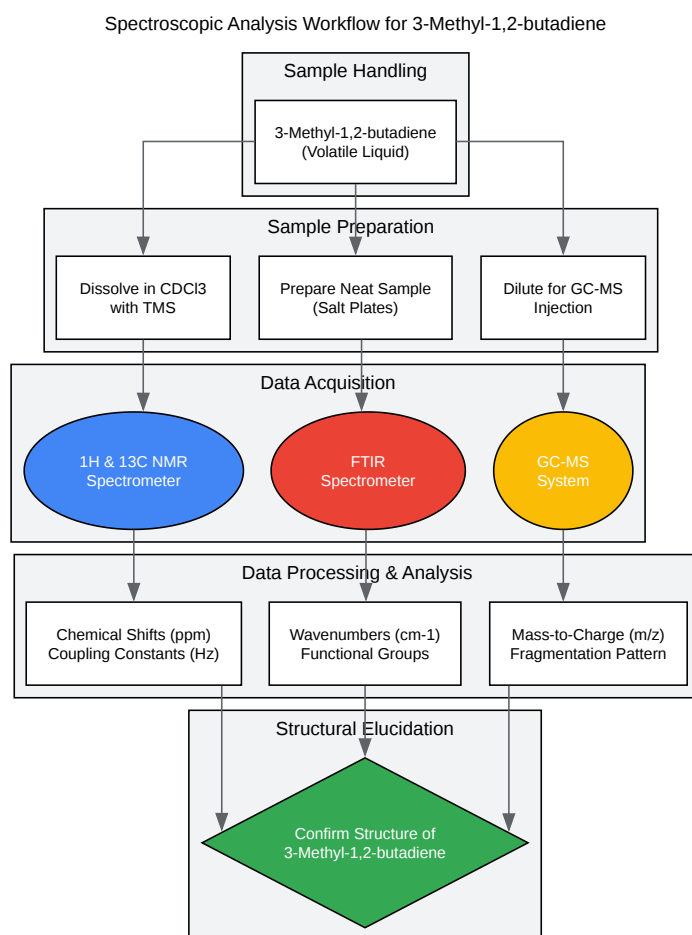 Spectroscopic Analysis Workflow for 3-Methyl-1,2-butadiene
Sample Handling
3-Methyl-1,2-butadiene
(Volatile Liquid)
Sample Preparation
Dissolve in CDCl3
with TMS
Prepare Neat Sample
(Salt Plates)
Dilute for GC-MS
Injection
Data Acquisition
1H & 13C NMR
Spectrometer
FTIR
Spectrometer
GC-MS
System
Data Processing & Analysis
Chemical Shifts (ppm)
Coupling Constants (Hz)
Wavenumbers (cm-1)
Functional Groups
Mass-to-Charge (m/z)
Fragmentation Pattern
Structural Elucidation
Confirm Structure of
3-Methyl-1,2-butadiene